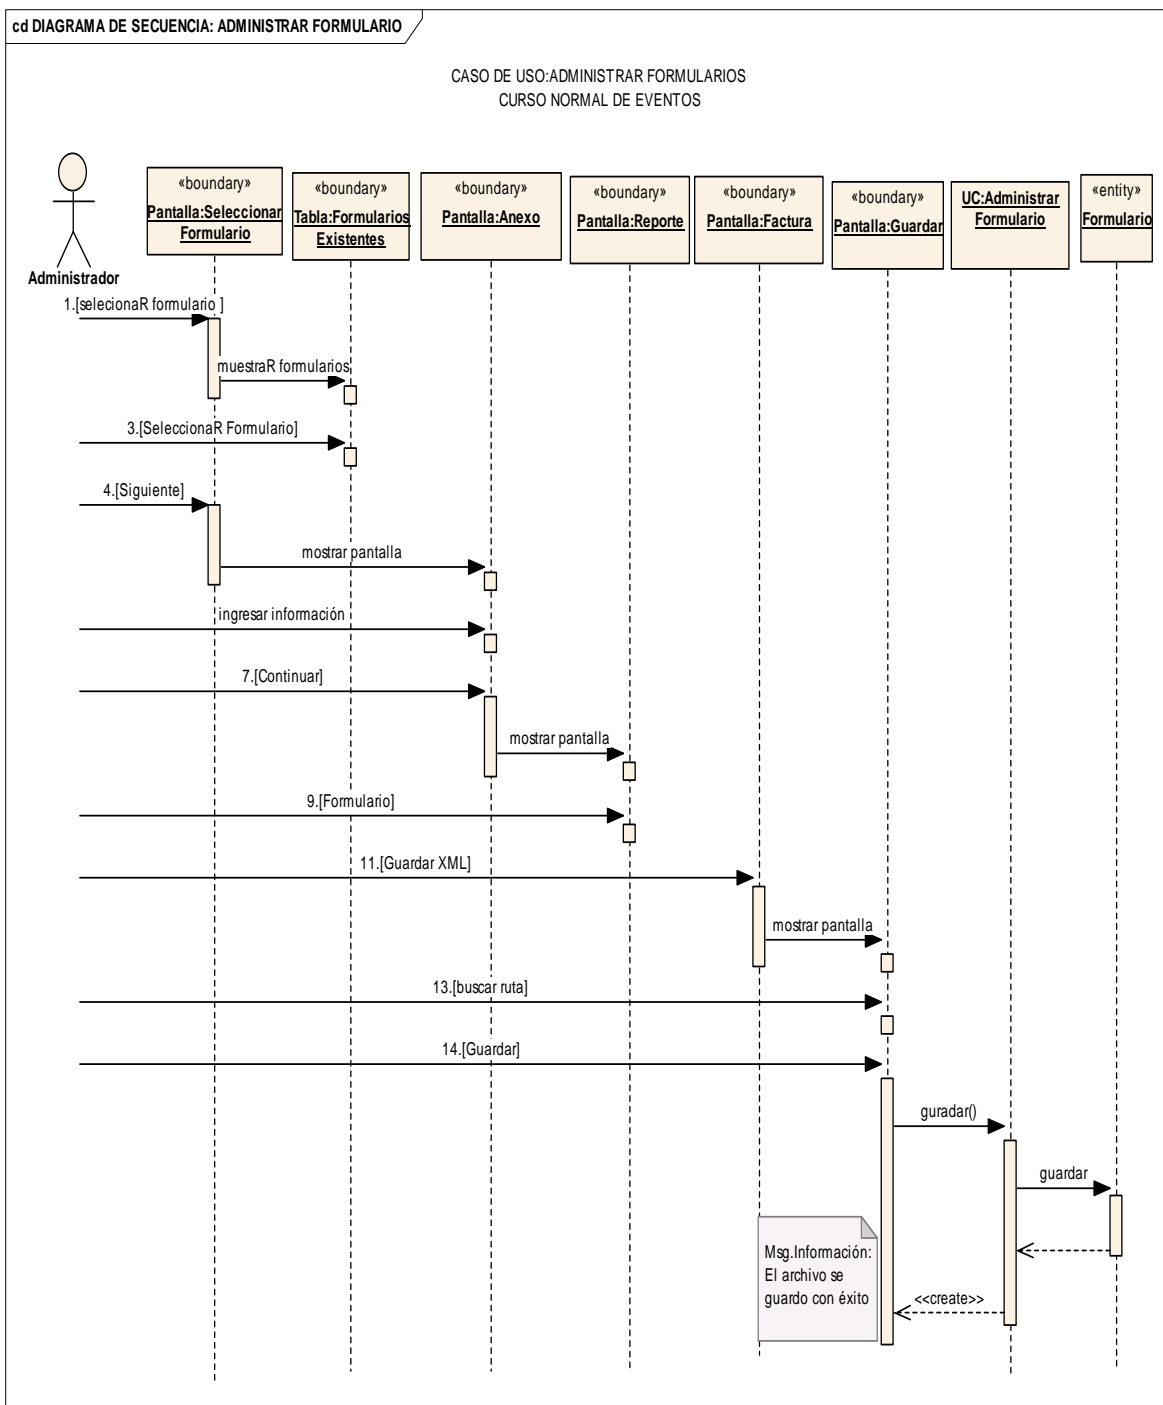 cd DIAGRAMA DE SECUENCIA: ADMINISTRAR FORMULARIO
CASO DE USO:ADMINISTRAR FORMULARIOS
CURSO NORMAL DE EVENTOS
Administrador
«boundary»
Pantalla:Seleccionar
Formulario
«boundary»
Tabla:Formularios
Existentes
«boundary»
Pantalla:Anexo
«boundary»
Pantalla:Reporte
«boundary»
Pantalla:Factura
«boundary»
Pantalla:Guardar
UC:Administrar
Formulario
«entity»
Formulario
1.[selecionaR formulario ]
muestraR formularios
3.[SeleccionaR Formulario]
4.[Siguiente]
mostrar pantalla
ingresar información
7.[Continuar]
mostrar pantalla
9.[Formulario]
11.[Guardar XML]
mostrar pantalla
13.[buscar ruta]
14.[Guardar]
guradar()
guardar
Msg.Información:
El archivo se
guardo con éxito
<<create>>